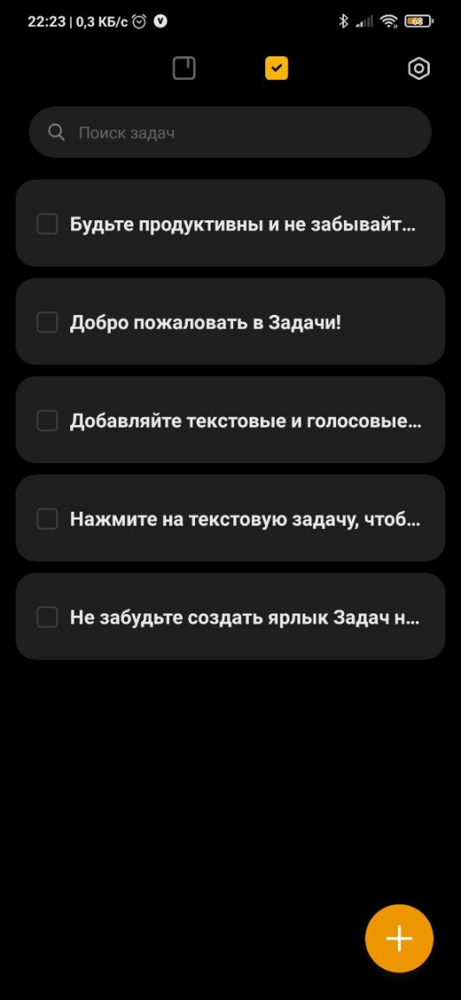 22:23 | 0,3 КБ/с
68
Поиск задач
Будьте продуктивны и не забывайт...
Добро пожаловать в Задачи!
Добавляйте текстовые и голосовые...
Нажмите на текстовую задачу, чтоб...
Не забудьте создать ярлык Задач н...